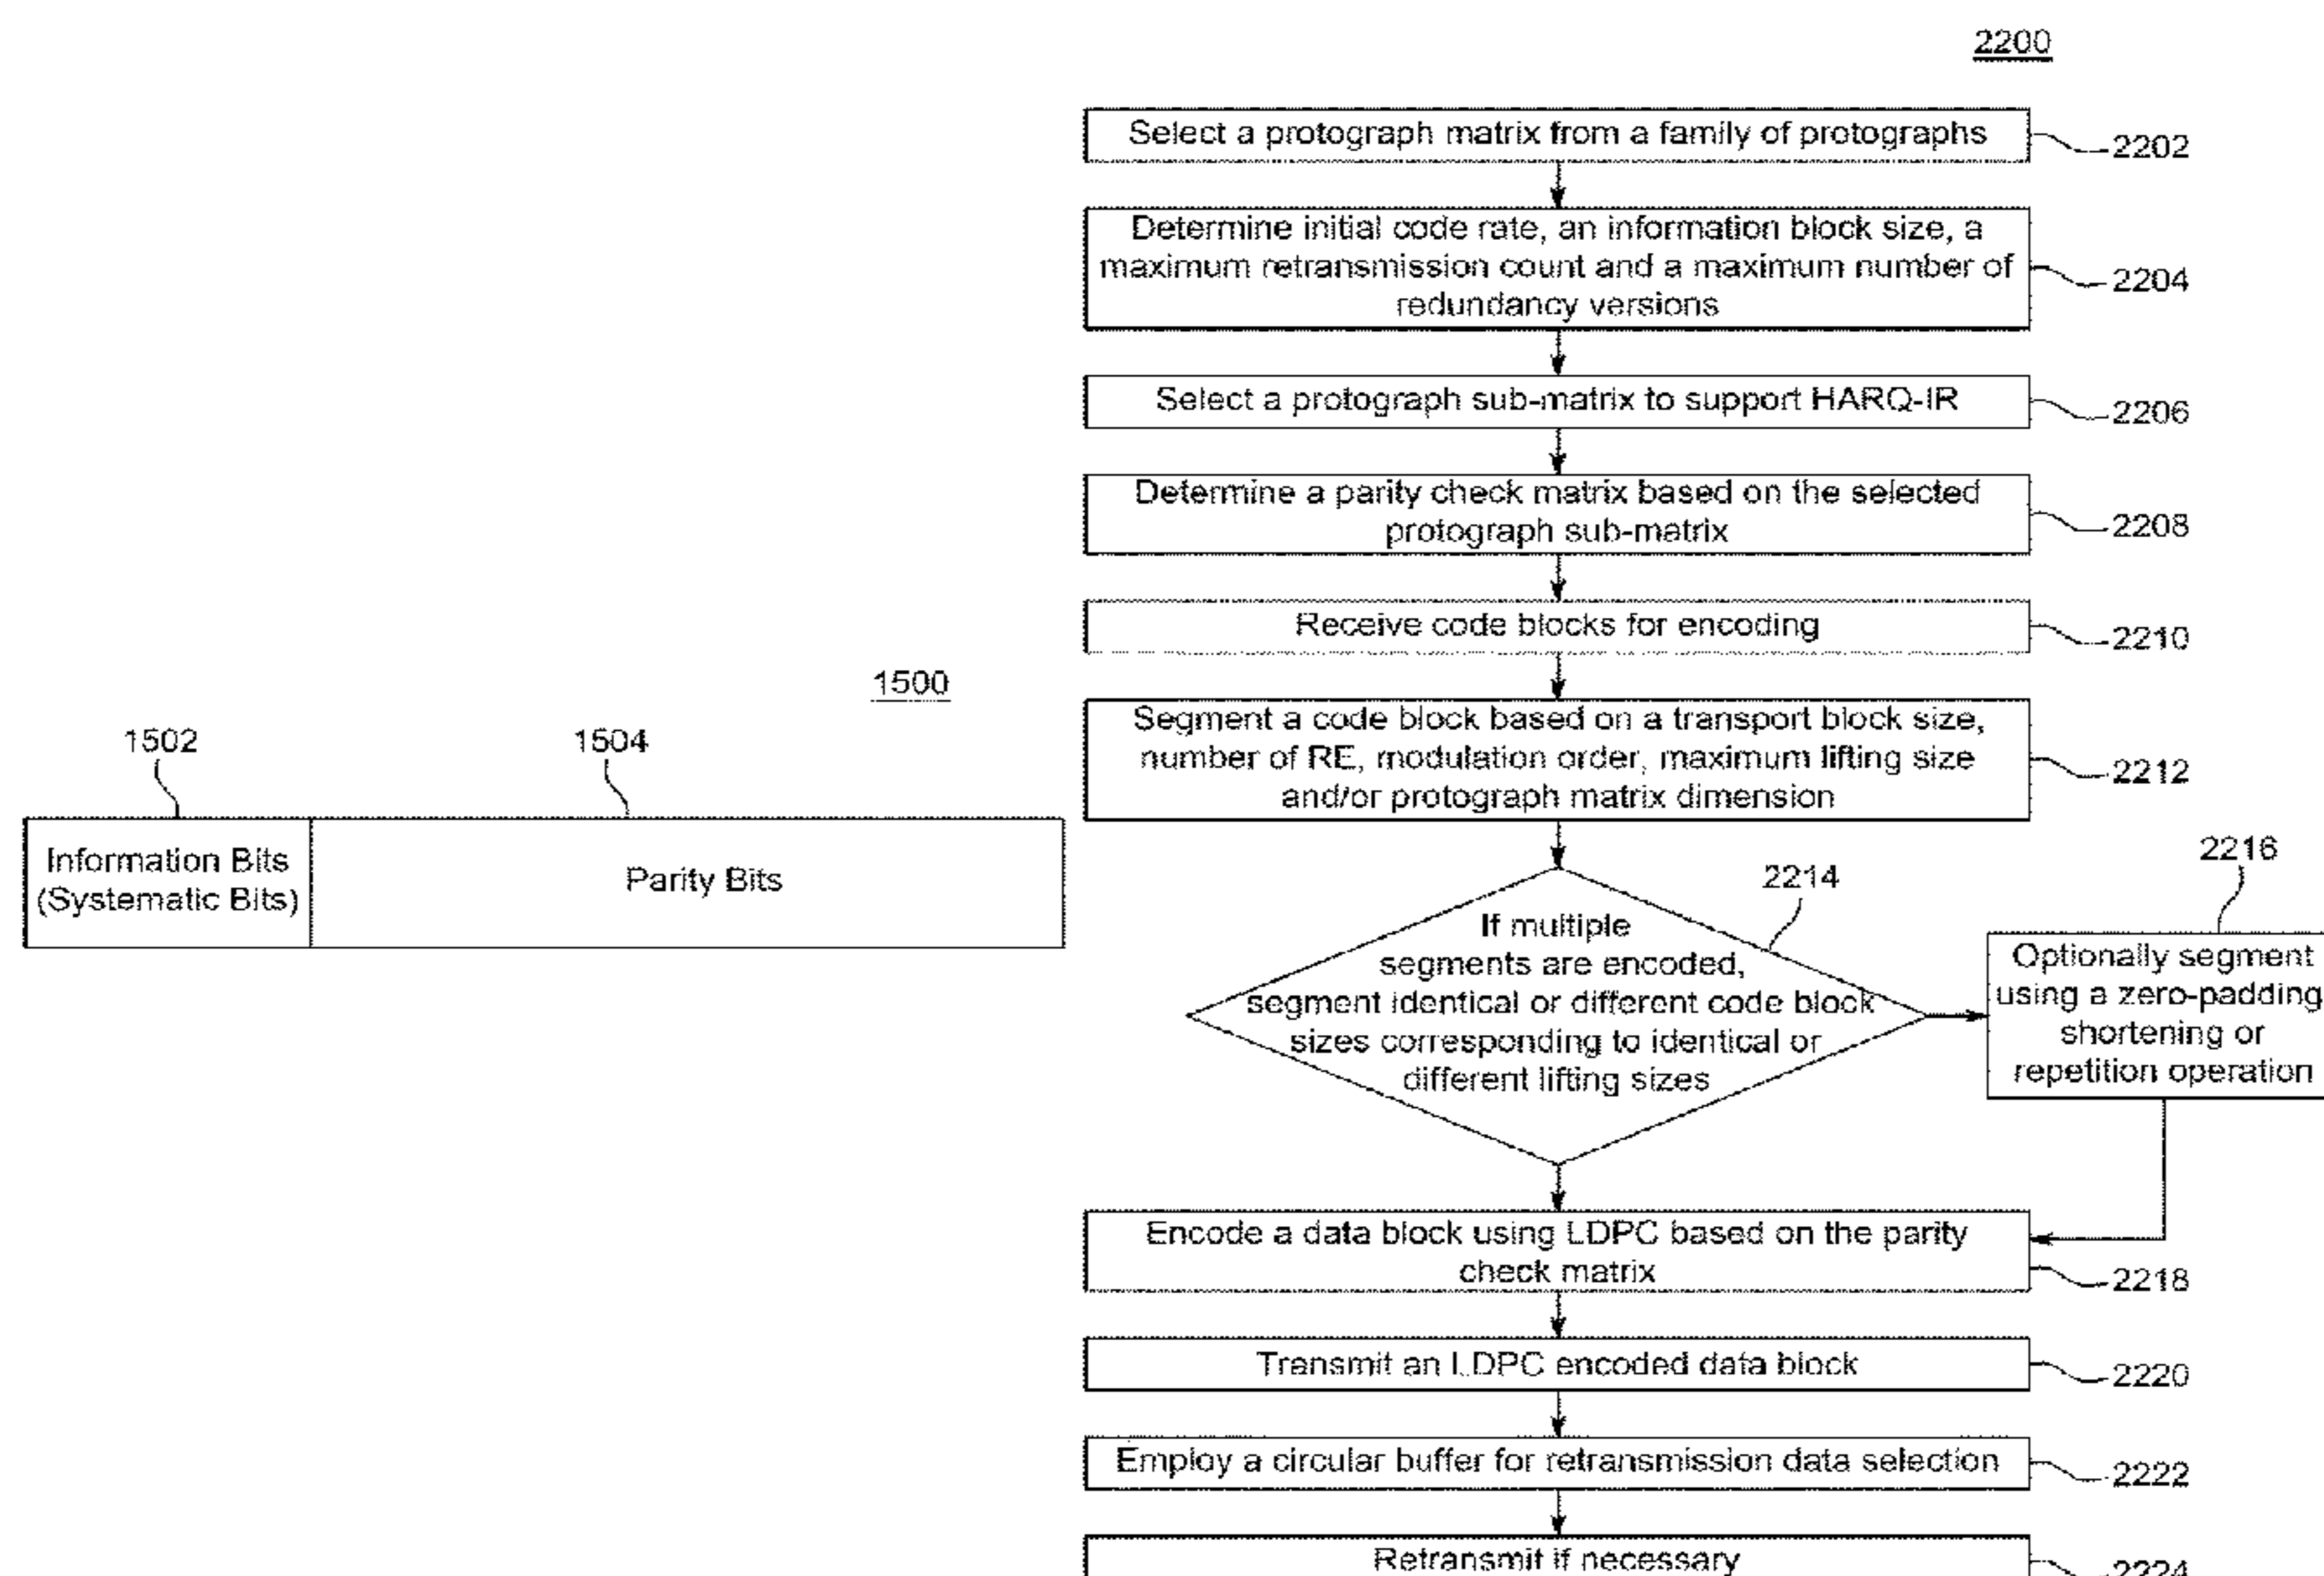 2200
Select a protograph matrix from a family of protographs
2202
Determine initial code rate, an information block size, a
maximum retransmission count and a maximum number of
redundancy versions
2204
Select a protograph sub-matrix to support HARQ-IR
2206
Determine a parity check matrix based on the selected
protograph sub-matrix
2208
Receive code blocks for encoding
2210
Segment a code block based on a transport block size,
number of RE, modulation order, maximum lifting size
and/or protograph matrix dimension
2212
1500
1502
1504
Information Bits
(Systematic Bits)
Parity Bits
2214
If multiple
segments are encoded,
segment identical or different code block
sizes corresponding to identical or
different lifting sizes
2216
Optionally segment
using a zero-padding,
shortening or
repetition operation
Encode a data block using LDPC based on the parity
check matrix
2218
Transmit an LDPC encoded data block
2220
Employ a circular buffer for retransmission data selection
2222
Retransmit if necessary
2224